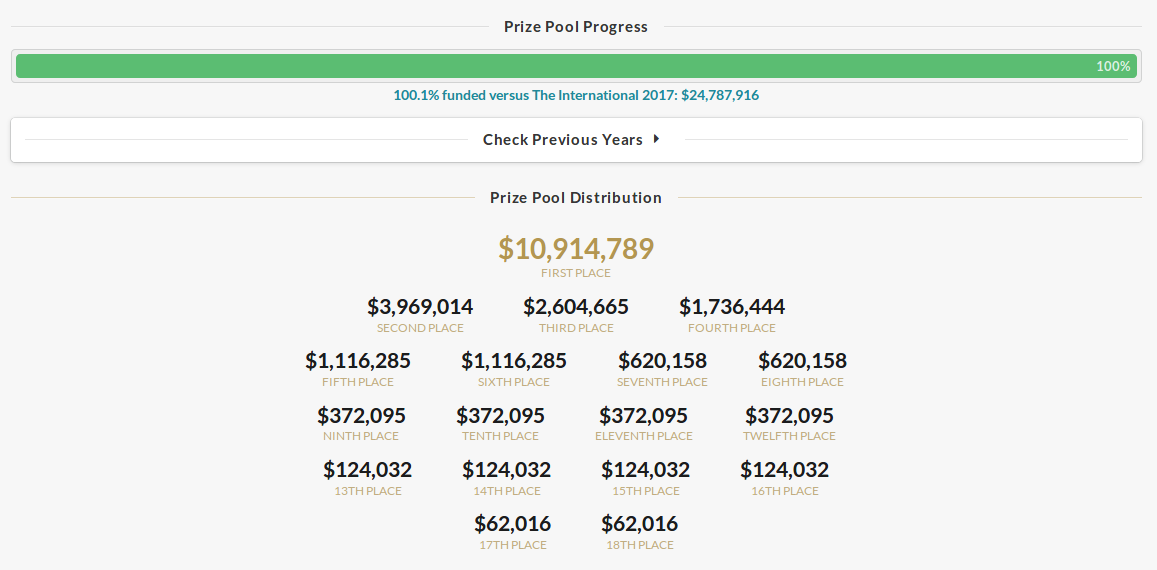 Prize Pool Progress
100%
100.1% funded versus The International 2017: $24,787,916
Check Previous Years
Prize Pool Distribution
$10,914,789
FIRST PLACE
$3,969,014 $2,604,665 $1,736,444
SECOND PLACE THIRD PLACE FOURTH PLACE
$1,116,285 $1,116,285 $620,158 $620,158
FIFTH PLACE SIXTH PLACE SEVENTH PLACE EIGHTH PLACE
$372,095 $372,095 $372,095 $372,095
NINTH PLACE TENTH PLACE ELEVENTH PLACE TWELFTH PLACE
$124,032 $124,032 $124,032 $124,032
13TH PLACE 14TH PLACE 15TH PLACE 16TH PLACE
$62,016 $62,016
17TH PLACE 18TH PLACE